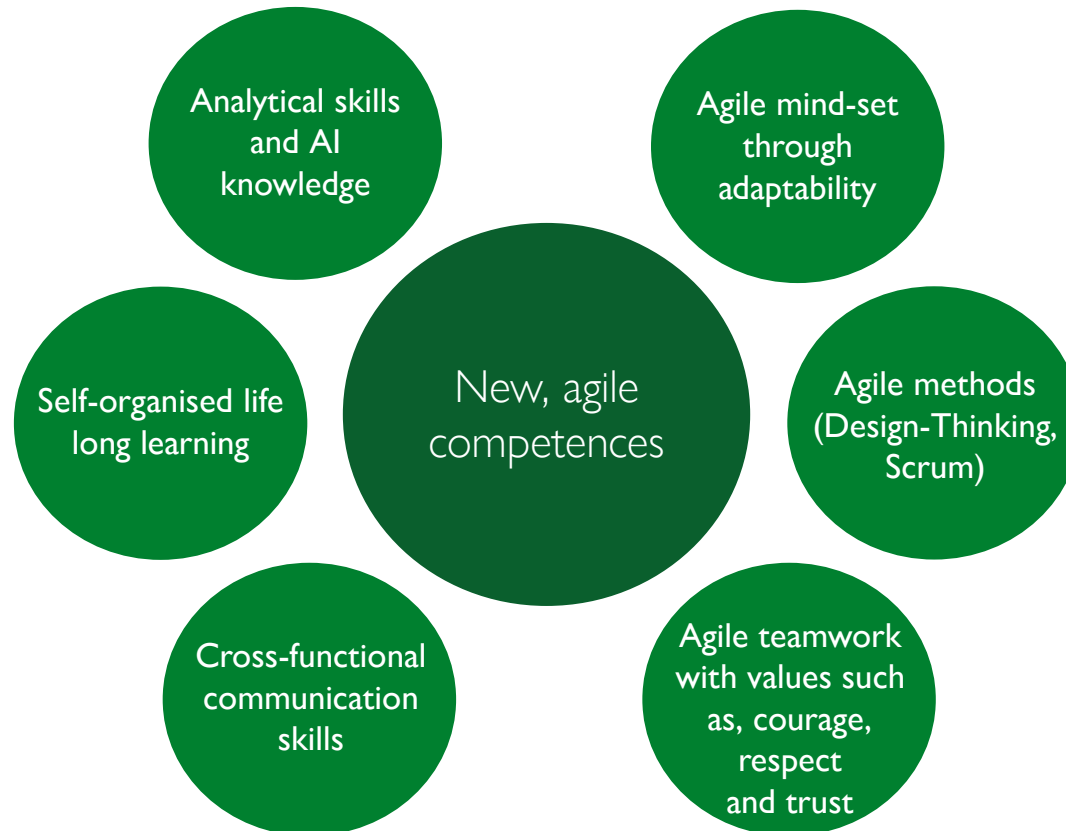 Analytical skills
and AI
knowledge
Agile mind-set
through
adaptability
Self-organised life
long learning
New, agile
competences
Agile methods
(Design-Thinking,
Scrum)
Cross-functional
communication
skills
Agile teamwork
with values such
as, courage,
respect
and trust